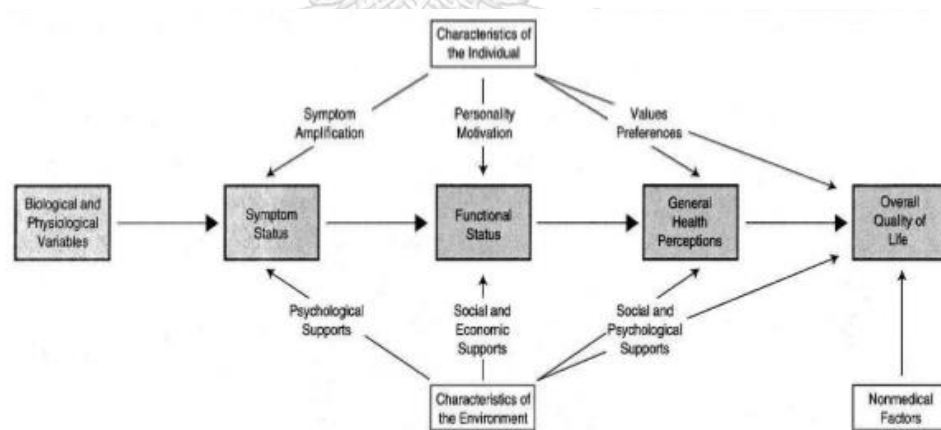 Characteristics of
the Individual
Symptom
Amplification
Personality
Motivation
Values
Preferences
Biological and
Physiological
Variables
Symptom
Status
Functional
Status
General
Health
Perceptions
Overall
Quality of
Life
Psychological
Supports
Social and
Economic
Supports
Social and
Psychological
Supports
Characteristics of
the Environment
Nonmedical
Factors